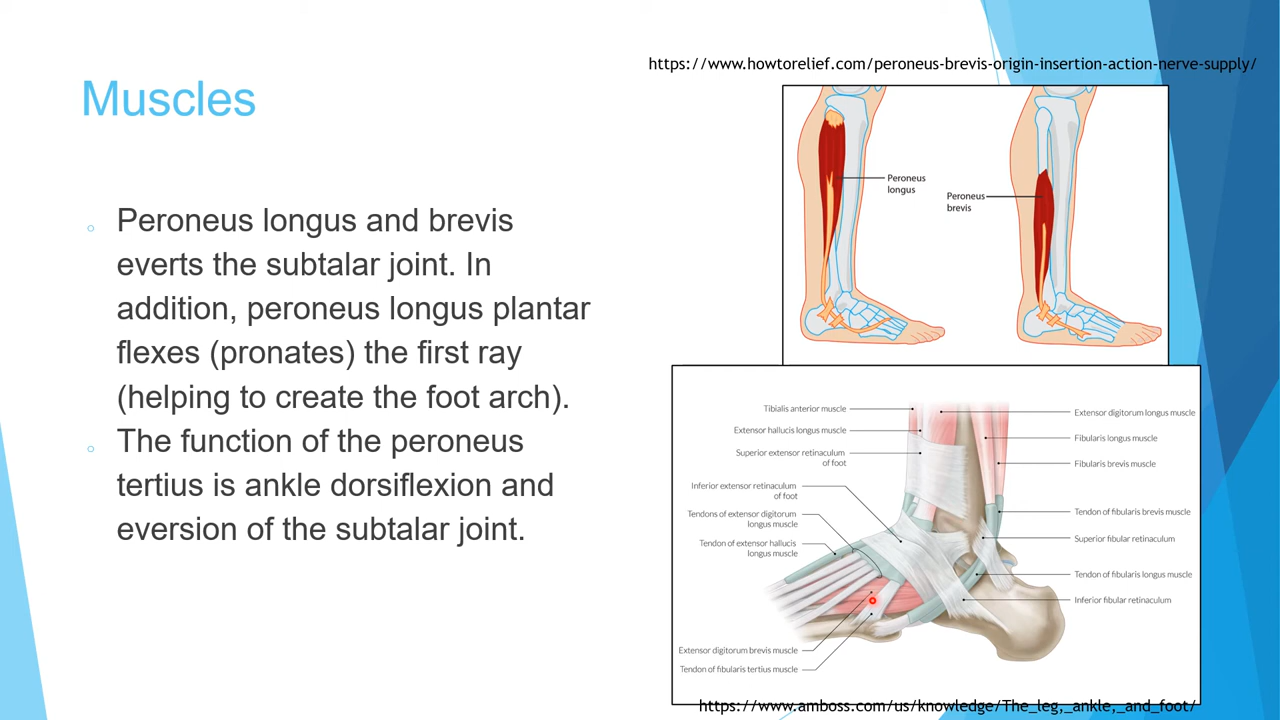 https://www.howtorelief.com/peroneus-brevis-origin-insertion-action-nerve-supply/
Muscles
Peroneus longus and brevis
everts the subtalar joint. In
addition, peroneus longus plantar
flexes (pronates) the first ray
(helping to create the foot arch).
The function of the peroneus
tertius is ankle dorsiflexion and
eversion of the subtalar joint.
Peroneus
longus
Peroneus
brevis
Tibialis anterior muscle
Extensor hallucis longus muscle
Superior extensor retinaculum
of foot
Inferior extensor retinaculum
of foot
Tendons of extensor digitorum
longus muscle
Tendon of extensor hallucis
longus muscle
Extensor digitorum brevis muscle
Tendon of fibularis tertius muscle
Extensor digitorum longus muscle
Fibularis longus muscle
Fibularis brevis muscle
Tendon of fibularis brevis muscle
Superior fibular retinaculum
Tendon of fibularis longus muscle
Inferior fibular retinaculum
https://www.amboss.com/us/knowledge/The_leg,_ankle,_and_foot/